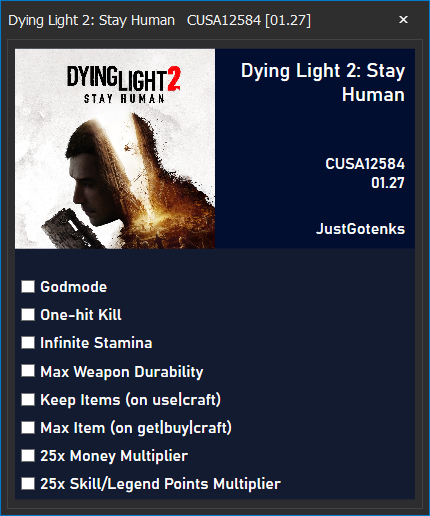 Dying Light 2: Stay Human CUSA12584 [01.27]
DYING LIGHT 2
STAY HUMAN
Dying Light 2: Stay
Human
CUSA12584
01.27
JustGotenks
Godmode
One-hit Kill
Infinite Stamina
Max Weapon Durability
Keep Items (on use|craft)
Max Item (on get|buy|craft)
25x Money Multiplier
25x Skill/Legend Points Multiplier